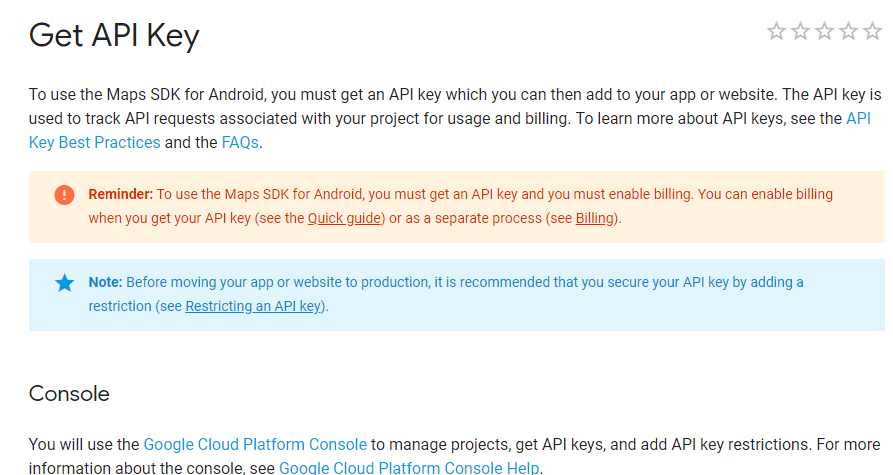 Get API Key
To use the Maps SDK for Android, you must get an API key which you can then add to your app or website. The API key is
used to track API requests associated with your project for usage and billing. To learn more about API keys, see the API
Key Best Practices and the FAQs.
Reminder: To use the Maps SDK for Android, you must get an API key and you must enable billing. You can enable billing
when you get your API key (see the Quick guide) or as a separate process (see Billing).
Note: Before moving your app or website to production, it is recommended that you secure your API key by adding a
restriction (see Restricting an API key).
Console
You will use the Google Cloud Platform Console to manage projects, get API keys, and add API key restrictions. For more
information about the console, see Google Cloud Platform Console Help.